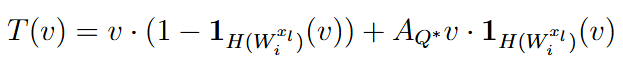 T(v) = v · (1 − 𝟏_{H(W_i^{x_l})}(v)) + A_{Q*}v · 𝟏_{H(W_i^{x_l})}(v)